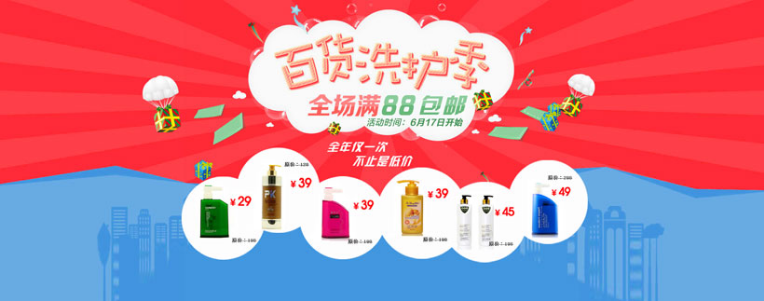 百货洗护季
全场满88包邮
活动时间：6月17日开始
全年仅一次
不止是低价
¥29
¥39
¥39
¥39
¥45
¥49